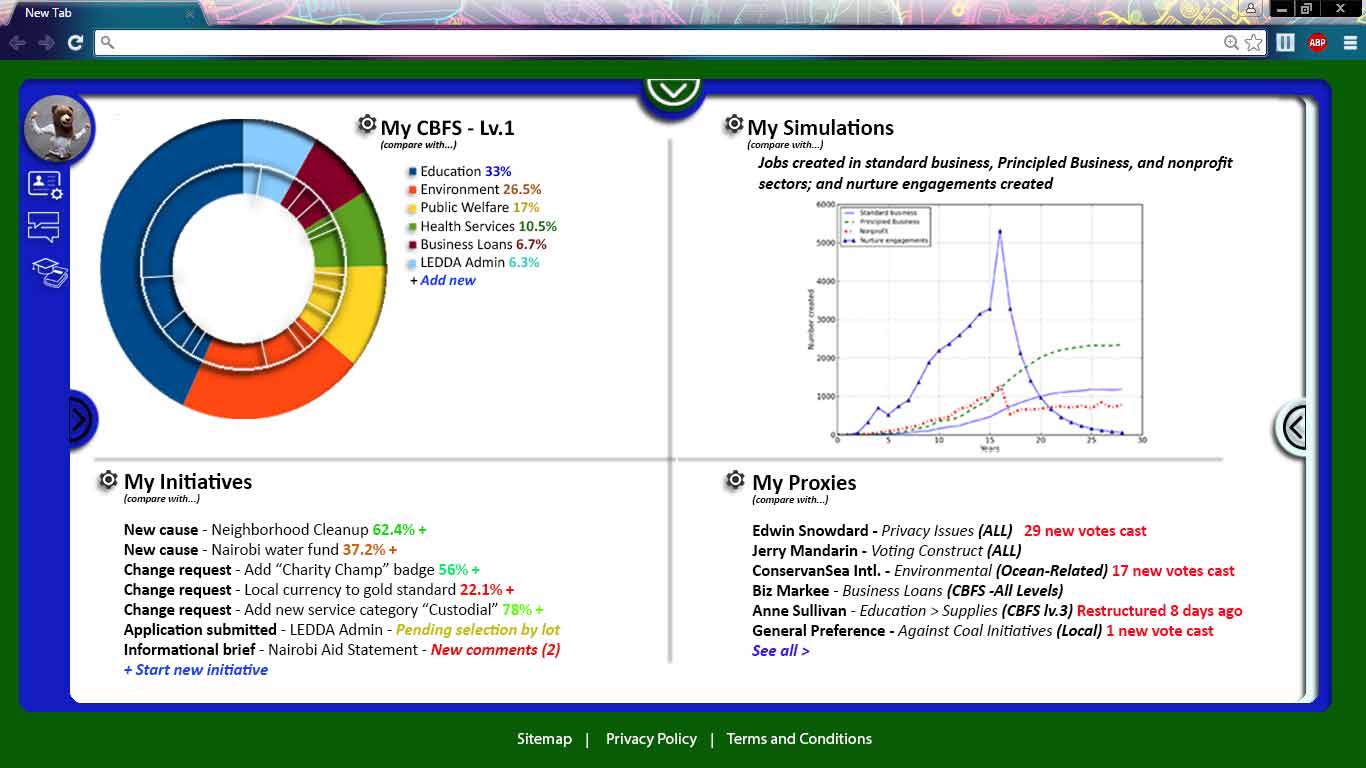 New Tab
ABP
My CBFS - Lv.1
(compare with...)
Education 33%
Environment 26.5%
Public Welfare 17%
Health Services 10.5%
Business Loans 6.7%
LEDDA Admin 6.3%
+ Add new
My Simulations
(compare with...)
Jobs created in standard business, Principled Business, and nonprofit
sectors; and nurture engagements created
Standard business
Principled Business
Nonprofit
Nurture engagements
6000
5000
4000
3000
2000
1000
0
Number created
0 5 10 15 20 25 30
Years
My Initiatives
(compare with...)
New cause - Neighborhood Cleanup 62.4% +
New cause - Nairobi water fund 37.2% +
Change request - Add “Charity Champ” badge 56% +
Change request - Local currency to gold standard 22.1% +
Change request - Add new service category “Custodial” 78% +
Application submitted - LEDDA Admin - Pending selection by lot
Informational brief - Nairobi Aid Statement - New comments (2)
+ Start new initiative
My Proxies
(compare with...)
Edwin Snowdard - Privacy Issues (ALL) 29 new votes cast
Jerry Mandarin - Voting Construct (ALL)
ConservanSea Intl. - Environmental (Ocean-Related) 17 new votes cast
Biz Markee - Business Loans (CBFS -All Levels)
Anne Sullivan - Education > Supplies (CBFS lv.3) Restructured 8 days ago
General Preference - Against Coal Initiatives (Local) 1 new vote cast
See all >
Sitemap | Privacy Policy | Terms and Conditions